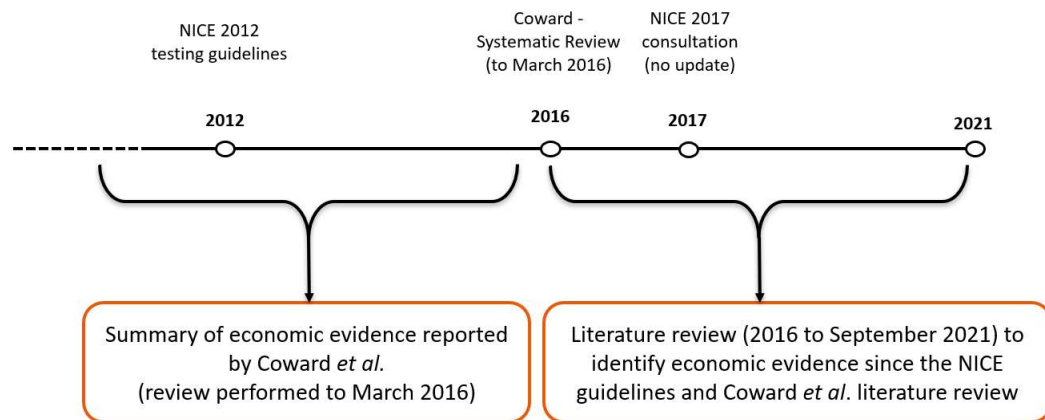 NICE 2012
testing guidelines
Coward -
Systematic Review
(to March 2016)
NICE 2017
consultation
(no update)
2012
2016
2017
2021
Summary of economic evidence reported
by Coward et al.
(review performed to March 2016)
Literature review (2016 to September 2021) to
identify economic evidence since the NICE
guidelines and Coward et al. literature review